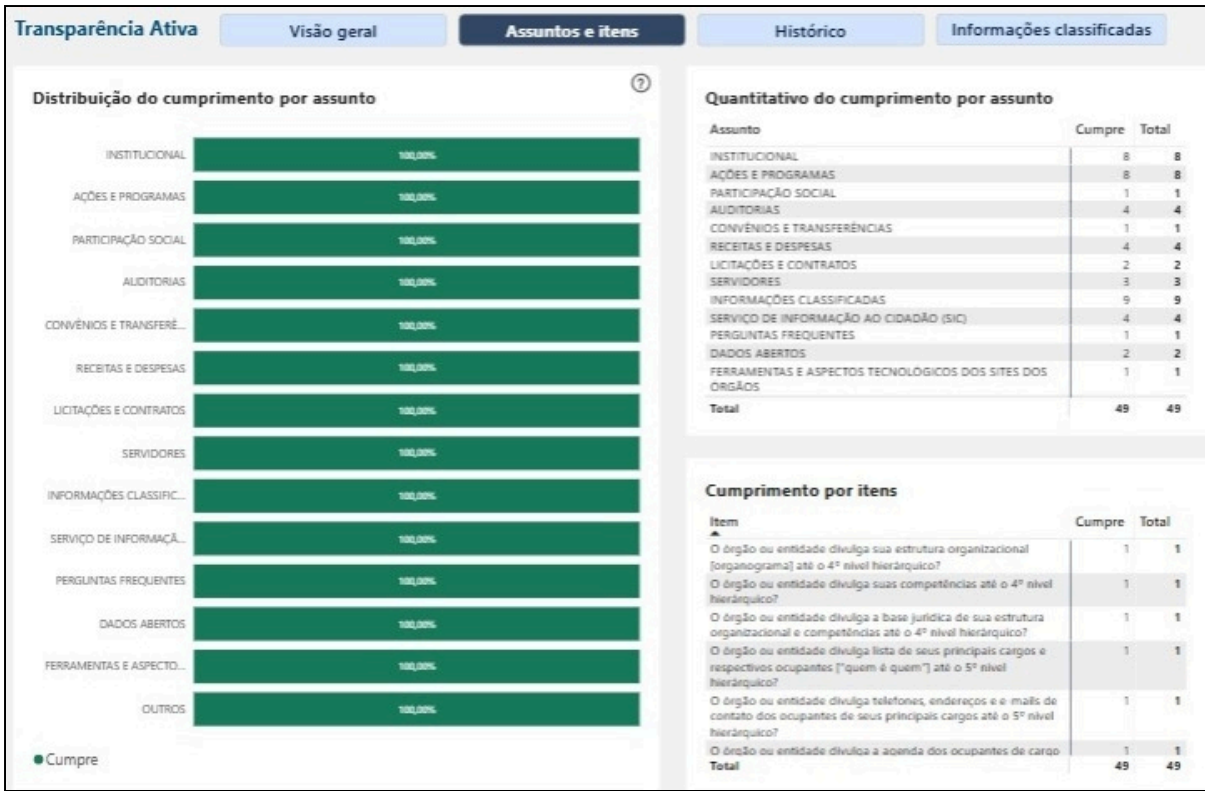 Transparência Ativa
Visão geral
Assuntos e itens
Histórico
Informações classificadas
Distribuição do cumprimento por assunto
?
INSTITUCIONAL 100,00%
AÇÕES E PROGRAMAS 100,00%
PARTICIPAÇÃO SOCIAL 100,00%
AUDITORIAS 100,00%
CONVÊNIOS E TRANSFERÊ... 100,00%
RECEITAS E DESPESAS 100,00%
LICITAÇÕES E CONTRATOS 100,00%
SERVIDORES 100,00%
INFORMAÇÕES CLASSIFIC... 100,00%
SERVIÇO DE INFORMAÇÃ... 100,00%
PERGUNTAS FREQUENTES 100,00%
DADOS ABERTOS 100,00%
FERRAMENTAS E ASPECTO... 100,00%
OUTROS 100,00%
Cumpre
Quantitativo do cumprimento por assunto
Assunto Cumpre Total
INSTITUCIONAL 8 8
AÇÕES E PROGRAMAS 8 8
PARTICIPAÇÃO SOCIAL 1 1
AUDITORIAS 4 4
CONVÊNIOS E TRANSFERÊNCIAS 1 1
RECEITAS E DESPESAS 4 4
LICITAÇÕES E CONTRATOS 2 2
SERVIDORES 3 3
INFORMAÇÕES CLASSIFICADAS 9 9
SERVIÇO DE INFORMAÇÃO AO CIDADÃO (SIC) 4 4
PERGUNTAS FREQUENTES 1 1
DADOS ABERTOS 2 2
FERRAMENTAS E ASPECTOS TECNOLÓGICOS DOS SITES DOS 1 1
ÓRGÃOS
Total 49 49
Cumprimento por itens
Item Cumpre Total
O órgão ou entidade divulga sua estrutura organizacional 1 1
[organograma] até o 4º nível hierárquico?
O órgão ou entidade divulga suas competências até o 4º nível 1 1
hierárquico?
O órgão ou entidade divulga a base jurídica de sua estrutura 1 1
organizacional e competências até o 4º nível hierárquico?
O órgão ou entidade divulga lista de seus principais cargos e 1 1
respectivos ocupantes ["quem é quem"] até o 5º nível
hierárquico?
O órgão ou entidade divulga telefones, endereços e e-mails de 1 1
contato dos ocupantes de seus principais cargos até o 5º nível
hierárquico?
O órgão ou entidade divulga a agenda dos ocupantes de cargo 1 1
Total 49 49